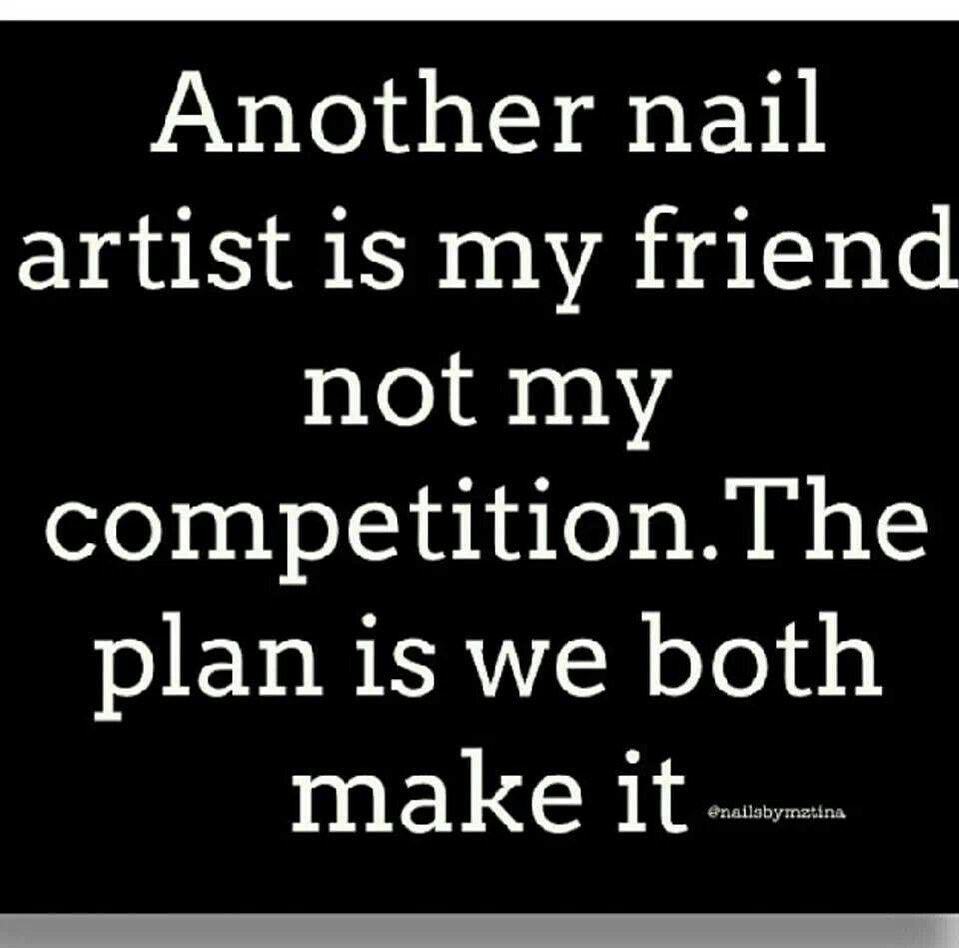 Another nail
artist is my friend
not my
competition.The
plan is we both
make it @nailsbymztina